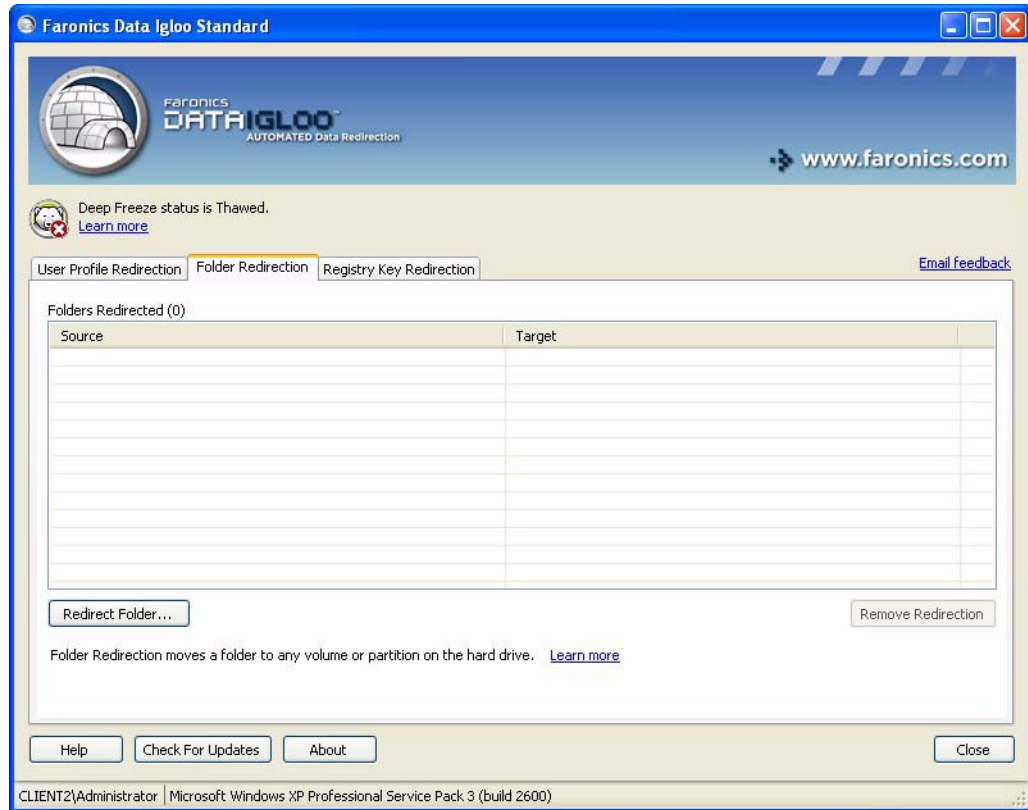 Faronics Data Igloo Standard
Faronics
DATA IGLOO™
AUTOMATED Data Redirection
www.faronics.com
Deep Freeze status is Thawed.
Learn more
User Profile Redirection Folder Redirection Registry Key Redirection Email feedback
Folders Redirected (0)
Source Target
Redirect Folder... Remove Redirection
Folder Redirection moves a folder to any volume or partition on the hard drive. Learn more
Help Check For Updates About Close
CLIENT2\Administrator Microsoft Windows XP Professional Service Pack 3 (build 2600)